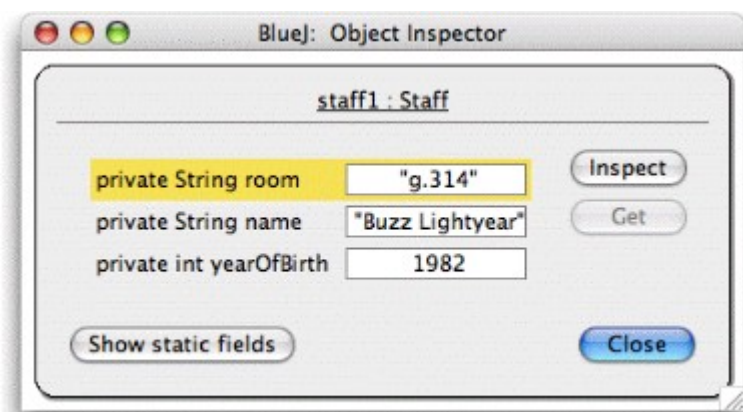 BlueJ: Object Inspector
staff1 : Staff
private String room "g.314"
Inspect
private String name "Buzz Lightyear"
Get
private int yearOfBirth 1982
Show static fields
Close